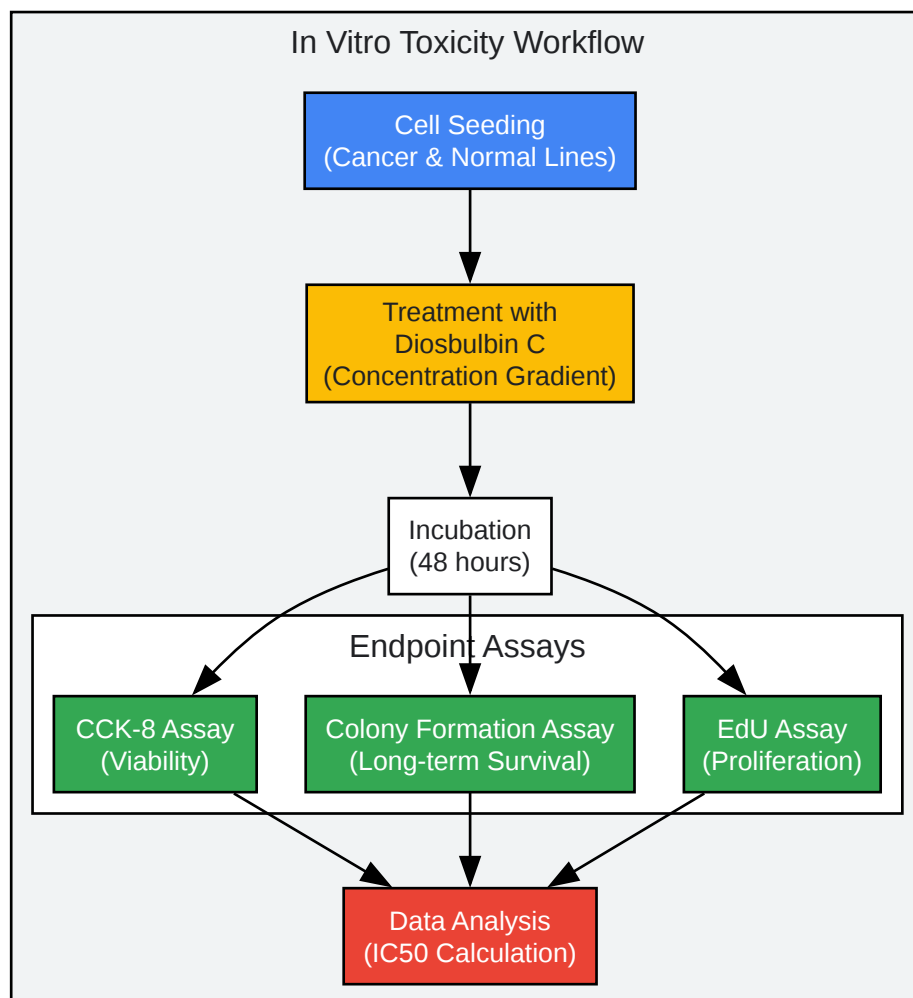 In Vitro Toxicity Workflow
Cell Seeding
(Cancer & Normal Lines)
Treatment with
Diosbulbin C
(Concentration Gradient)
Incubation
(48 hours)
Endpoint Assays
CCK-8 Assay
(Viability)
Colony Formation Assay
(Long-term Survival)
EdU Assay
(Proliferation)
Data Analysis
(IC50 Calculation)